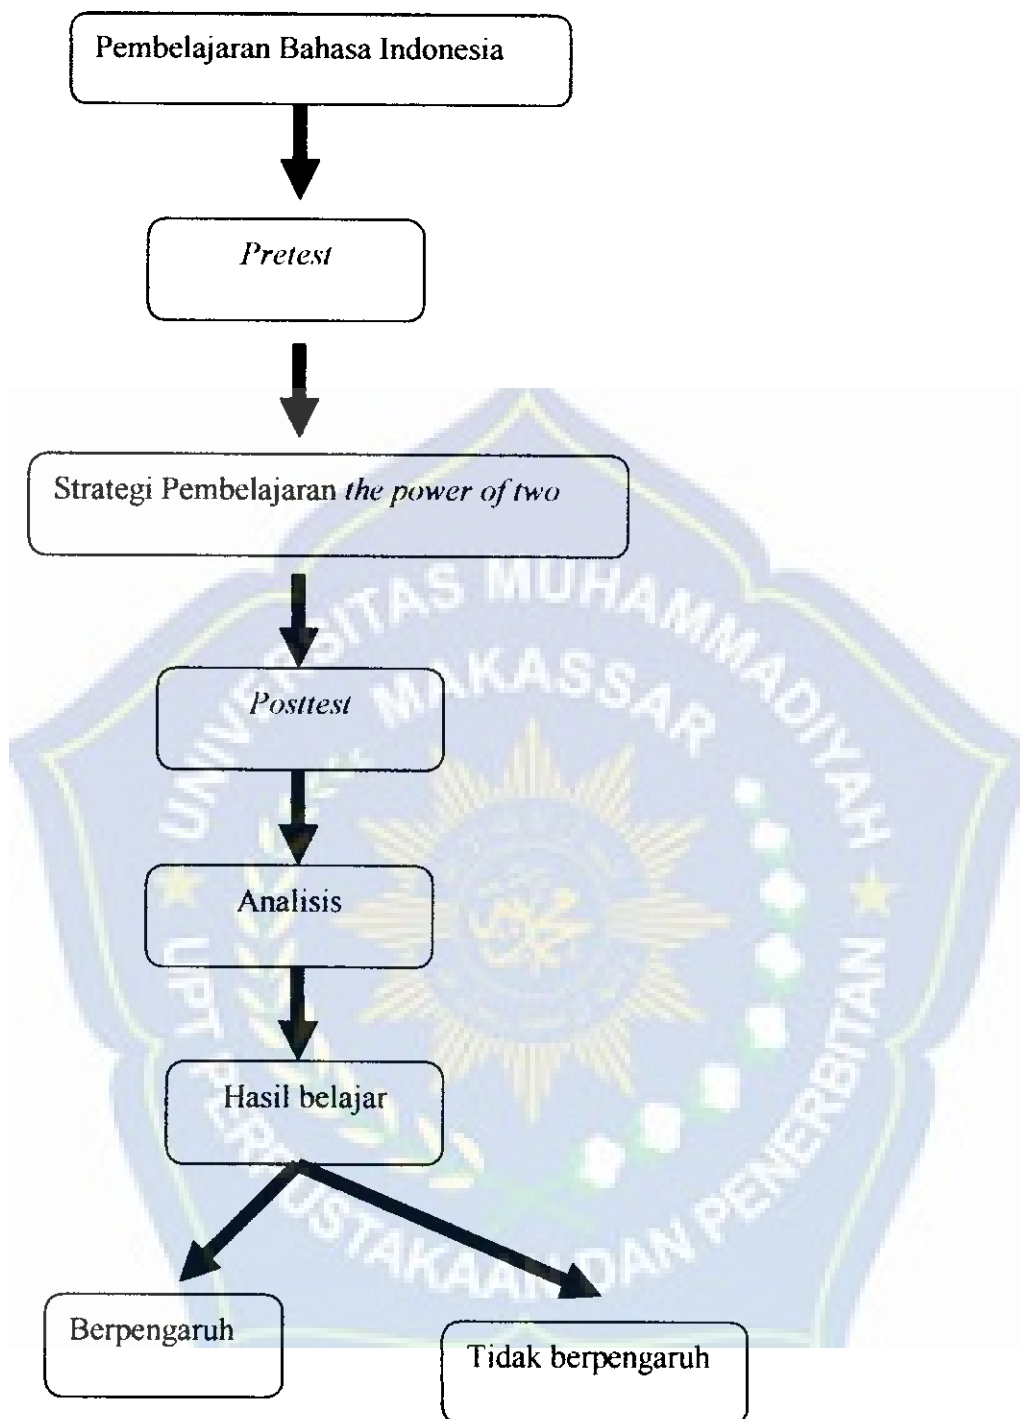 Pembelajaran Bahasa Indonesia
Pretest
Strategi Pembelajaran the power of two
UNIVERSITAS MUHAMMADIYAH
MAKASSAR
Posttest
Analisis
Hasil belajar
UPT PERPUSTAKAAN DAN PENERBITAN
Berpengaruh
Tidak berpengaruh